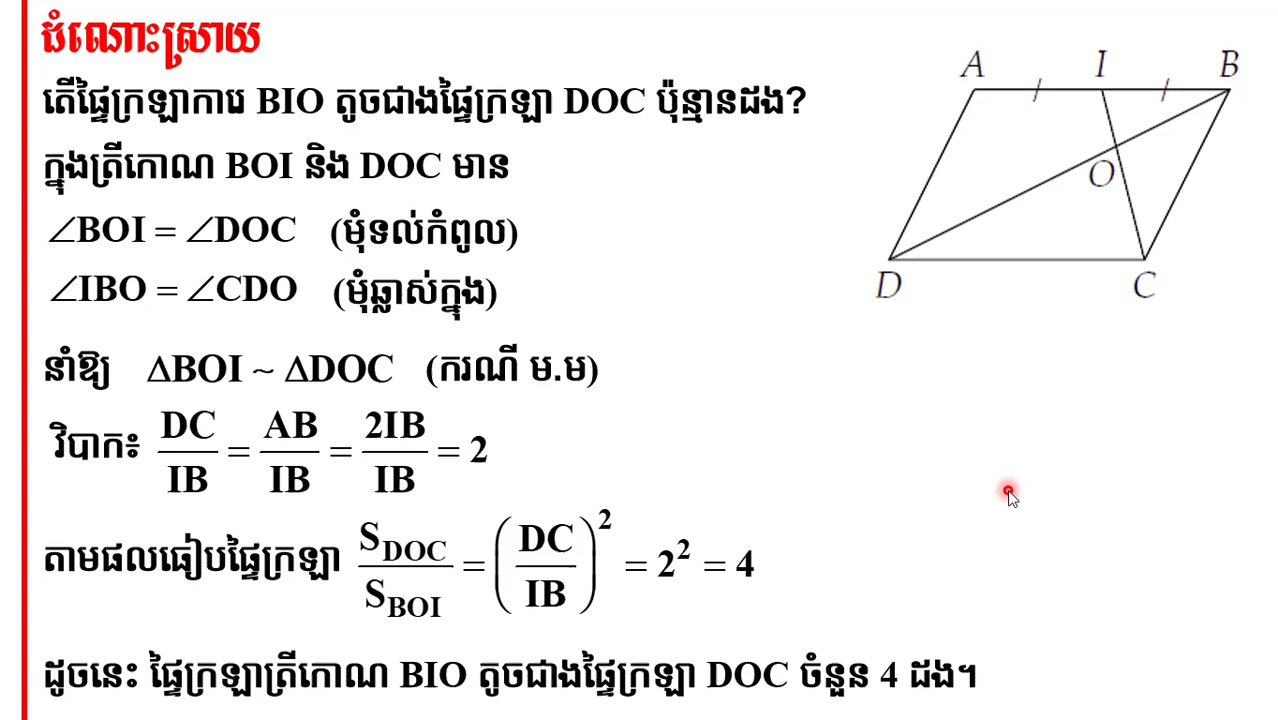 ដំណោះស្រាយ
តើផ្ទៃក្រឡាការេ BIO តូចជាងផ្ទៃក្រឡា DOC ប៉ុន្មានដង?
ក្នុងត្រីកោណ BOI និង DOC មាន
∠BOI = ∠DOC (មុំទល់កំពូល)
∠IBO = ∠CDO (មុំឆ្លាស់ក្នុង)
នាំឱ្យ ΔBOI ~ ΔDOC (ករណី ម.ម)
វិបាក៖ DC/IB = AB/IB = 2IB/IB = 2
តាមផលធៀបផ្ទៃក្រឡា S_DOC/S_BOI = (DC/IB)² = 2² = 4
ដូចនេះ ផ្ទៃក្រឡាត្រីកោណ BIO តូចជាងផ្ទៃក្រឡា DOC ចំនួន 4 ដង។
A I B
O
D C